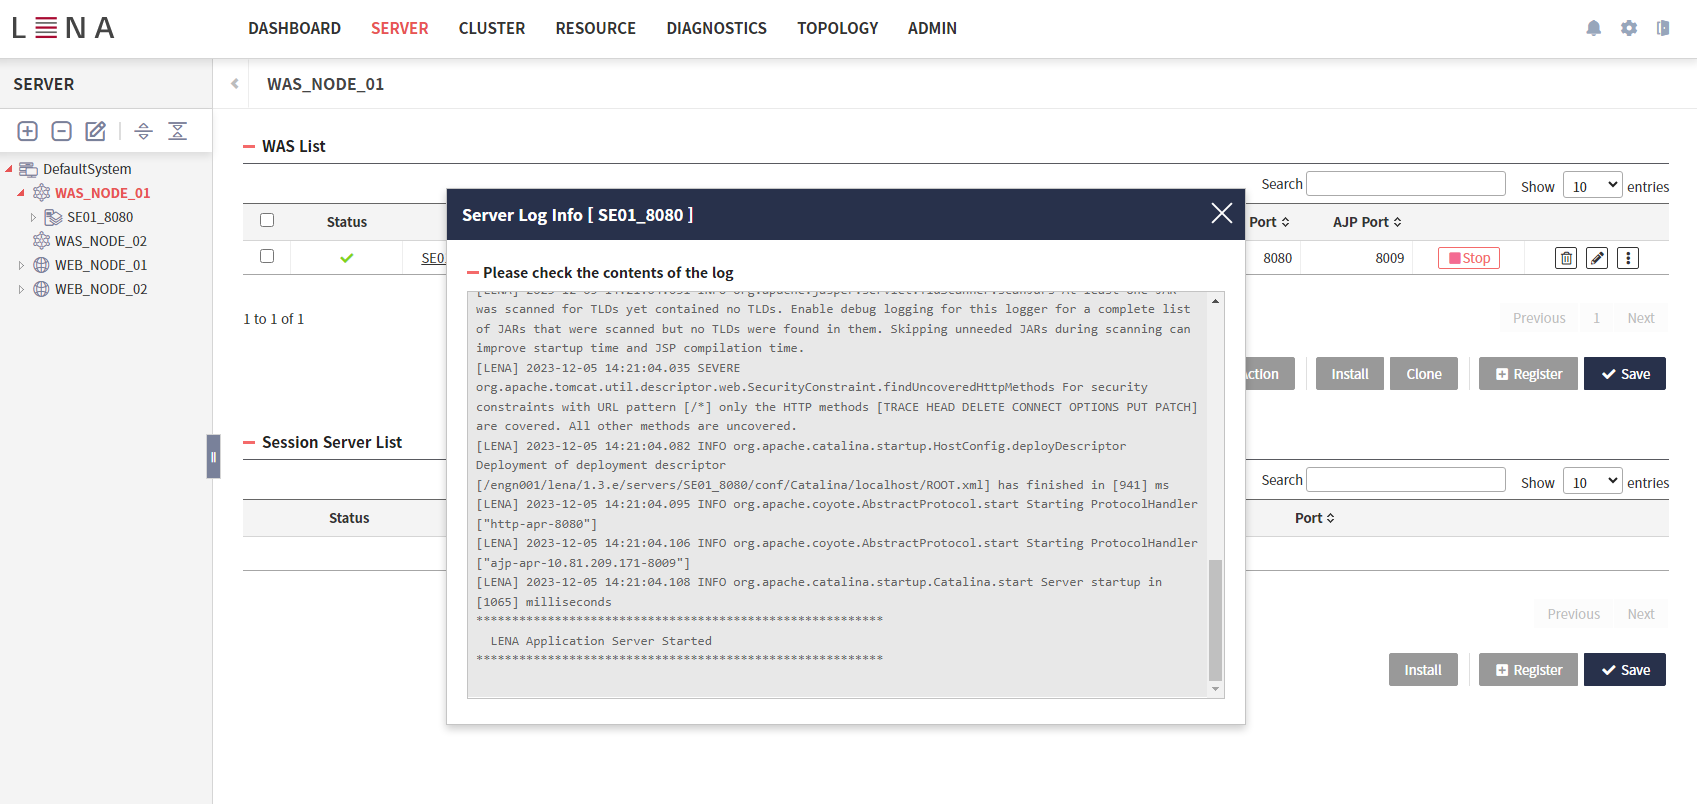 LENA
DASHBOARD SERVER CLUSTER RESOURCE DIAGNOSTICS TOPOLOGY ADMIN
SERVER
WAS_NODE_01
DefaultSystem
WAS_NODE_01
SE01_8080
WAS_NODE_02
WEB_NODE_01
WEB_NODE_02
WAS List
Search Show 10 entries
Status Port AJP Port
SE0 8080 8009 Stop
1 to 1 of 1
Previous 1 Next
Install Clone Register Save
Server Log Info [ SE01_8080 ]
Please check the contents of the log
was scanned for TLDs yet contained no TLDs. Enable debug logging for this logger for a complete list
of JARs that were scanned but no TLDs were found in them. Skipping unneeded JARs during scanning can
improve startup time and JSP compilation time.
[LENA] 2023-12-05 14:21:04.035 SEVERE
org.apache.tomcat.util.descriptor.web.SecurityConstraint.findUncoveredHttpMethods For security
constraints with URL pattern [/*] only the HTTP methods [TRACE HEAD DELETE CONNECT OPTIONS PUT PATCH]
are covered. All other methods are uncovered.
[LENA] 2023-12-05 14:21:04.082 INFO org.apache.catalina.startup.HostConfig.deployDescriptor
Deployment of deployment descriptor
[/engn001/lena/1.3.e/servers/SE01_8080/conf/Catalina/localhost/ROOT.xml] has finished in [941] ms
[LENA] 2023-12-05 14:21:04.095 INFO org.apache.coyote.AbstractProtocol.start Starting ProtocolHandler
["http-apr-8080"]
[LENA] 2023-12-05 14:21:04.106 INFO org.apache.coyote.AbstractProtocol.start Starting ProtocolHandler
["ajp-apr-10.81.209.171-8009"]
[LENA] 2023-12-05 14:21:04.108 INFO org.apache.catalina.startup.Catalina.start Server startup in
[1065] milliseconds
*********************************************************
LENA Application Server Started
*********************************************************
Session Server List
Search Show 10 entries
Status Port
Previous Next
Install Register Save